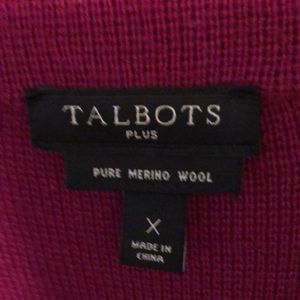 TALBOTS
PLUS
PURE MERINO WOOL
X
MADE IN
CHINA